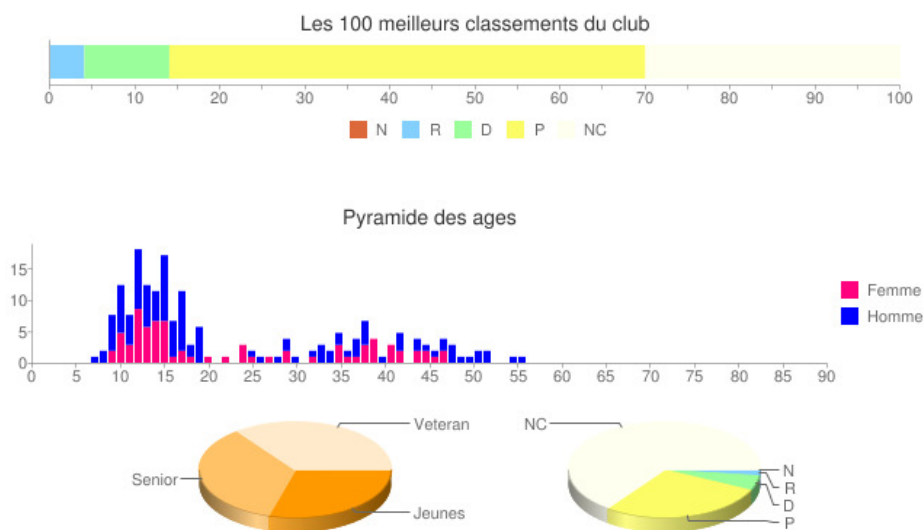 Les 100 meilleurs classements du club
0 10 20 30 40 50 60 70 80 90 100
N R D P NC
Pyramide des ages
15
10
5
0
0 5 10 15 20 25 30 35 40 45 50 55 60 65 70 75 80 85 90
Femme
Homme
Veteran
Senior
Jeunes
NC
N
R
D
P